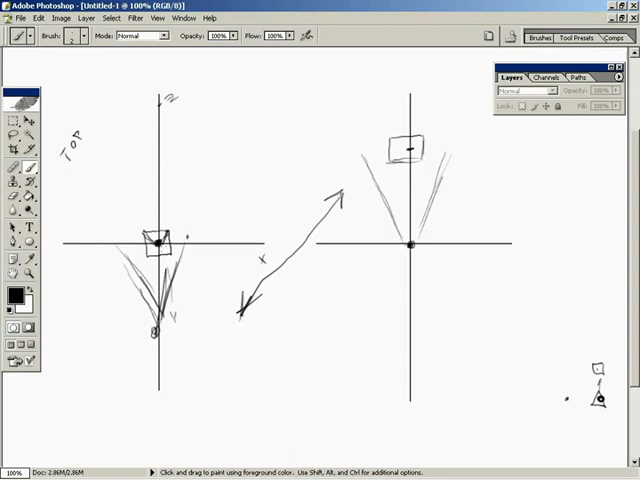 Adobe Photoshop - [Untitled-1 @ 100% (RGB/8)]
File Edit Image Layer Select Filter View Window Help
Brush: 2 Mode: Normal Opacity: 100% Flow: 100% Brushes Tool Presets Comps
Layers Channels Paths
Normal Opacity: 100%
Lock: Fill: 100%
Z
TOP
X
Y
100% Doc: 2.86M/2.86M Click and drag to paint using foreground color. Use Shift, Alt, and Ctrl for additional options.